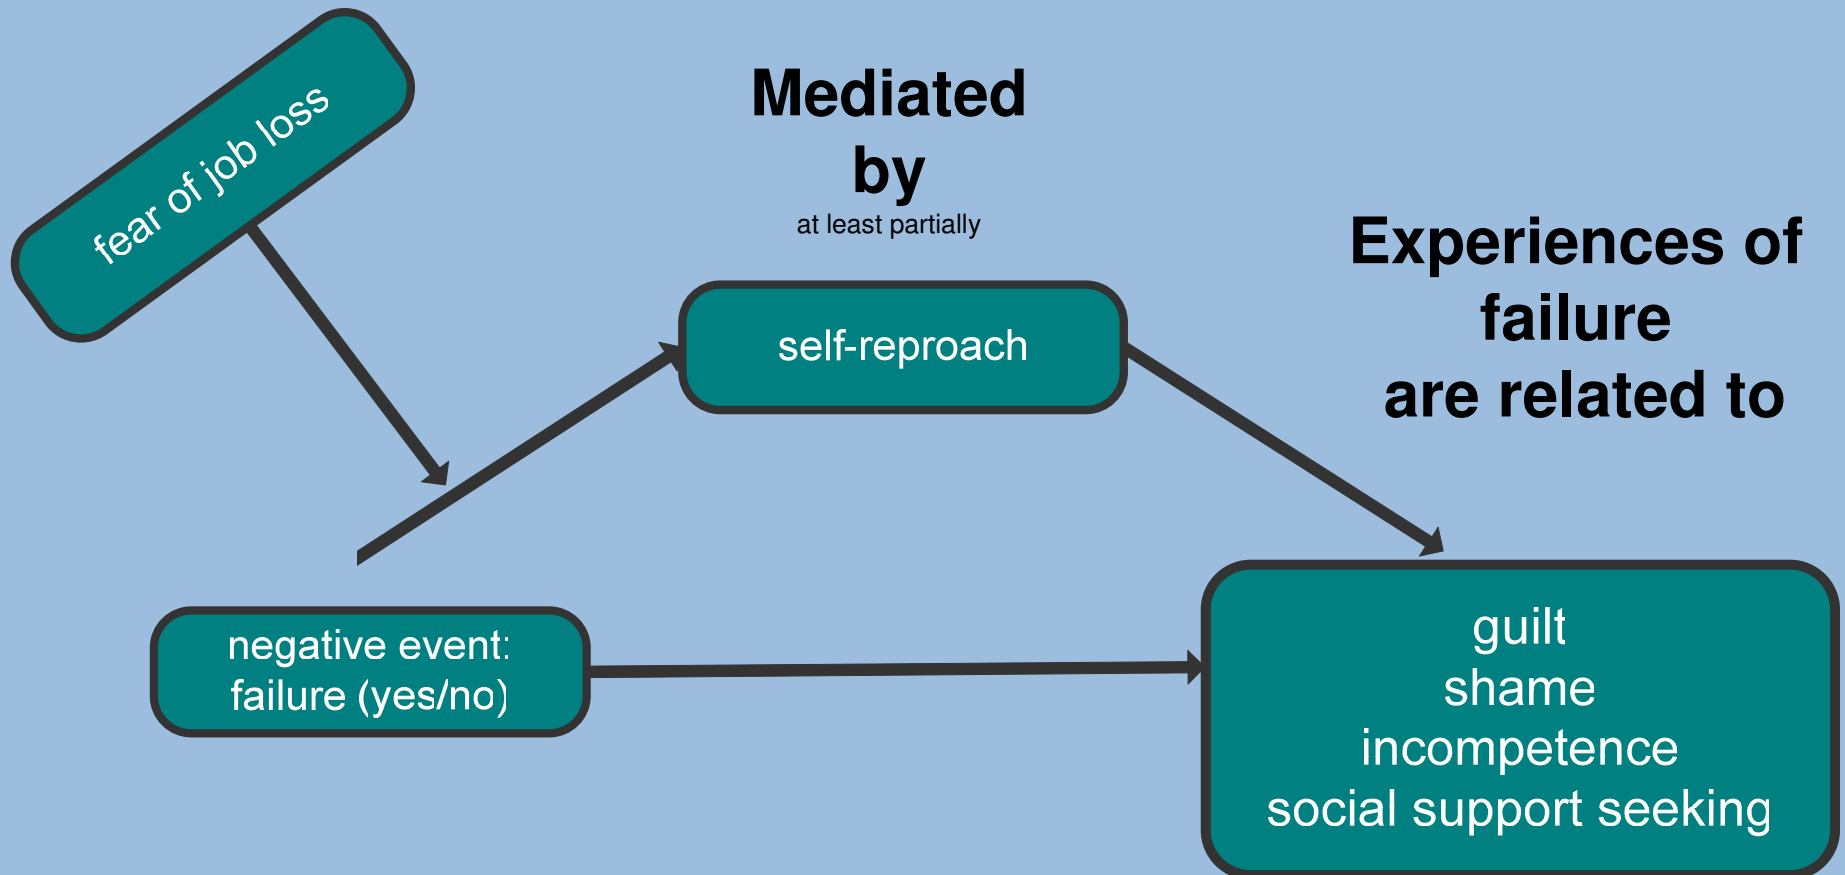 fear of job loss
Mediated
by
at least partially
Experiences of
failure
are related to
self-reproach
negative event:
failure (yes/no)
guilt
shame
incompetence
social support seeking